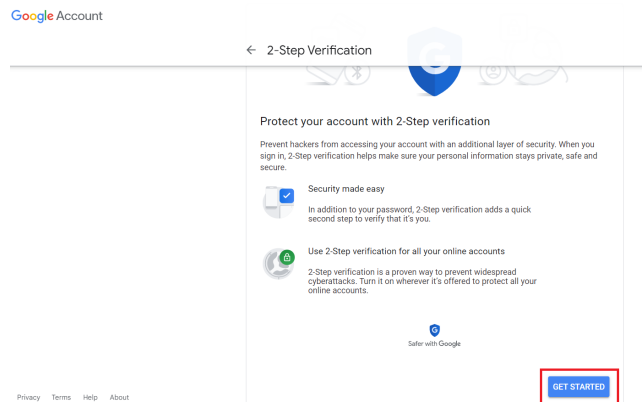 Google Account
← 2-Step Verification
Protect your account with 2-Step verification
Prevent hackers from accessing your account with an additional layer of security. When you
sign in, 2-Step verification helps make sure your personal information stays private, safe and
secure.
Security made easy
In addition to your password, 2-Step verification adds a quick
second step to verify that it's you.
Use 2-Step verification for all your online accounts
2-Step verification is a proven way to prevent widespread
cyberattacks. Turn it on wherever it's offered to protect all your
online accounts.
Safer with Google
GET STARTED
Privacy Terms Help About